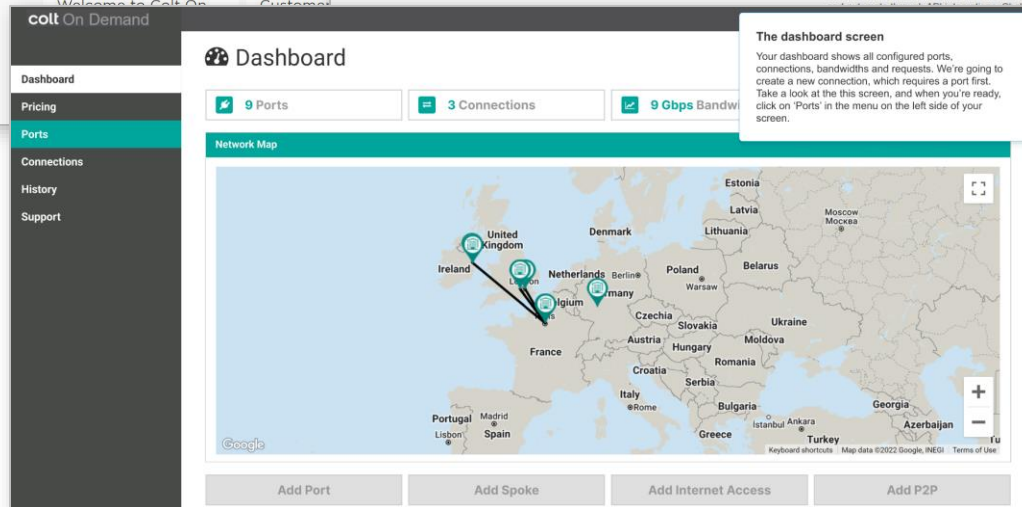 Welcome to Colt On
Customer
colt On Demand
Dashboard
Pricing
Ports
Connections
History
Support
Dashboard
9 Ports
3 Connections
9 Gbps
The dashboard screen
Your dashboard shows all configured ports,
connections, bandwidths and requests. We're going to
create a new connection, which requires a port first.
Take a look at the this screen, and when you're ready,
click on 'Ports' in the menu on the left side of your
screen.
Network Map
Estonia
Latvia
Moscow
Москва
Lithuania
United
Kingdom
Denmark
Ireland
Netherlands
Berlin
Poland
Warsaw
Belarus
Czechia
Slovakia
Ukraine
Austria
Hungary
Moldova
France
Romania
Croatia
Serbia
Italy
Rome
Bulgaria
Georgia
Portugal
Madrid
Istanbul
Ankara
Azerbaijan
Lisbon
Spain
Greece
Turkey
Google
Keyboard shortcuts
Map data ©2022 Google, INEGI
Terms of Use
Add Port
Add Spoke
Add Internet Access
Add P2P